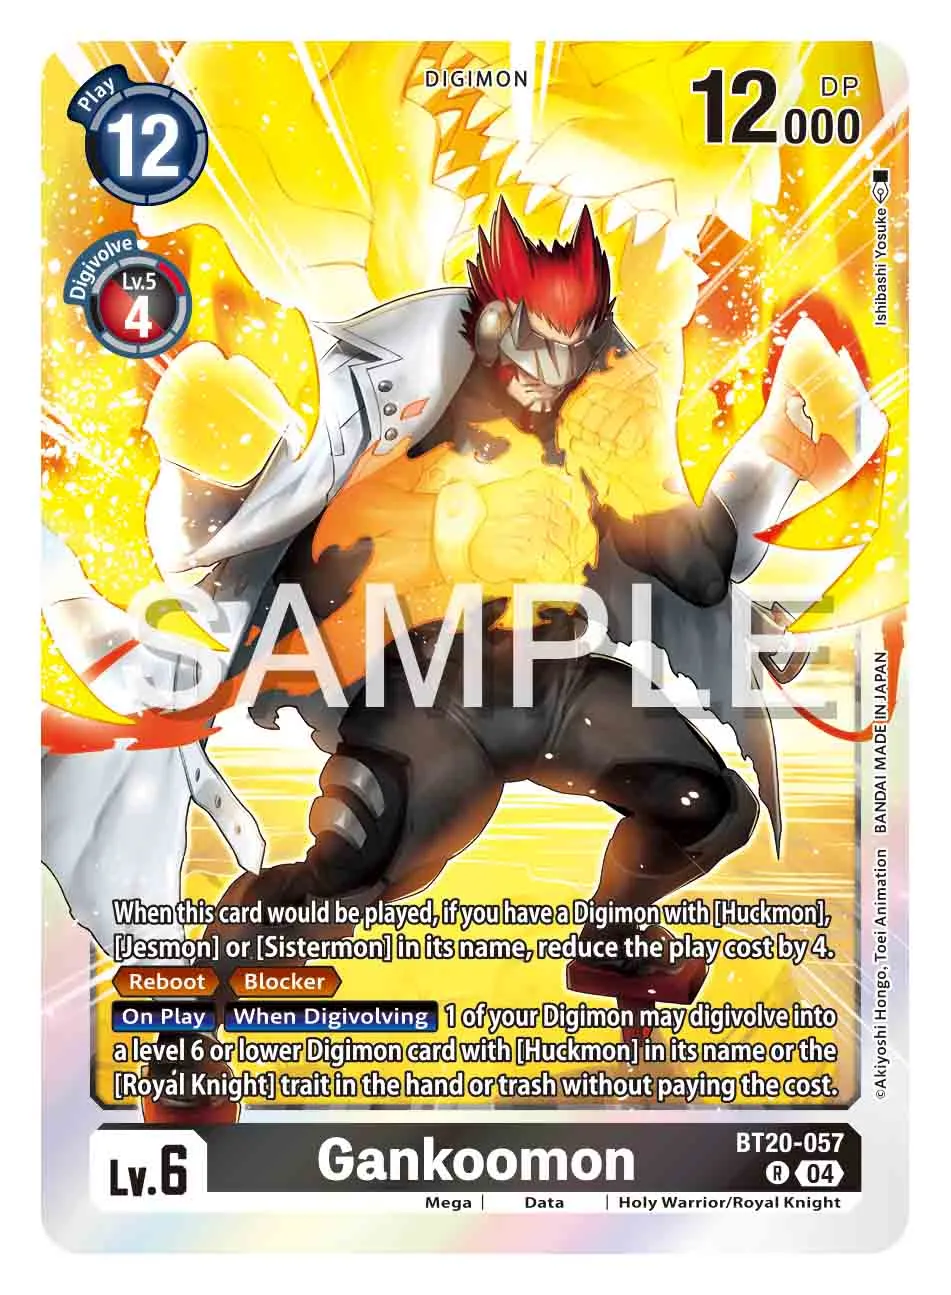 DIGIMON
Play
12
12000 DP
Digivolve
Lv.5
4
Ishibashi Yosuke
SAMPLE
BANDAI MADE IN JAPAN
©Akiyoshi Hongo, Toei Animation
When this card would be played, if you have a Digimon with [Huckmon],
[Jesmon] or [Sistermon] in its name, reduce the play cost by 4.
Reboot Blocker
On Play When Digivolving 1 of your Digimon may digivolve into
a level 6 or lower Digimon card with [Huckmon] in its name or the
[Royal Knight] trait in the hand or trash without paying the cost.
Lv.6
Gankoomon
BT20-057
R 04
Mega | Data | Holy Warrior/Royal Knight